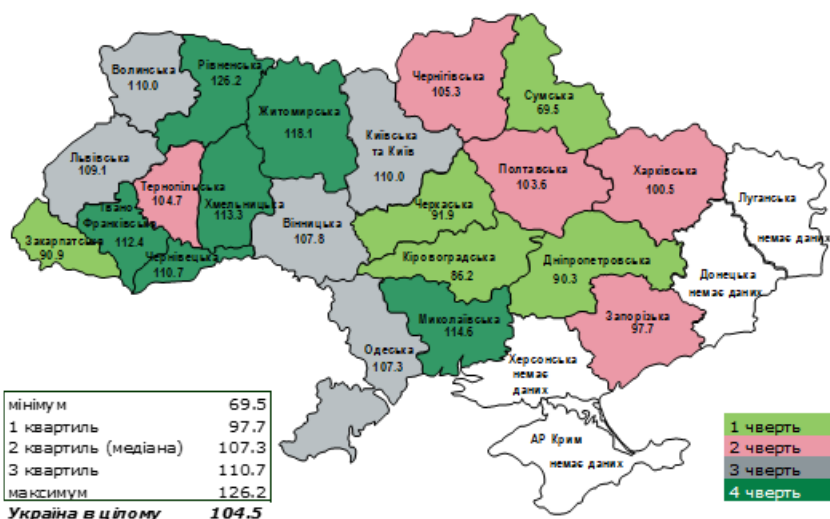 Волинська
110.0
Рівненська
126.2
Житомирська
118.1
Київська
та Київ
110.0
Чернігівська
105.3
Сумська
69.5
Львівська
109.1
Тернопільська
104.7
Хмельницька
113.3
Вінницька
107.8
Черкаська
91.9
Полтавська
103.6
Харківська
100.5
Луганська
немає даних
Закарпатська
90.9
Івано
Франківська
112.4
Чернівецька
110.7
Кіровоградська
86.2
Дніпропетровська
90.3
Донецька
немає даних
Запорізька
97.7
Миколаївська
114.6
Одеська
107.3
Херсонська
немає
даних
АР Крим
немає даних
мінімум 69.5
1 квартиль 97.7
2 квартиль (медіана) 107.3
3 квартиль 110.7
максимум 126.2
Україна в цілому 104.5
1 чверть
2 чверть
3 чверть
4 чверть